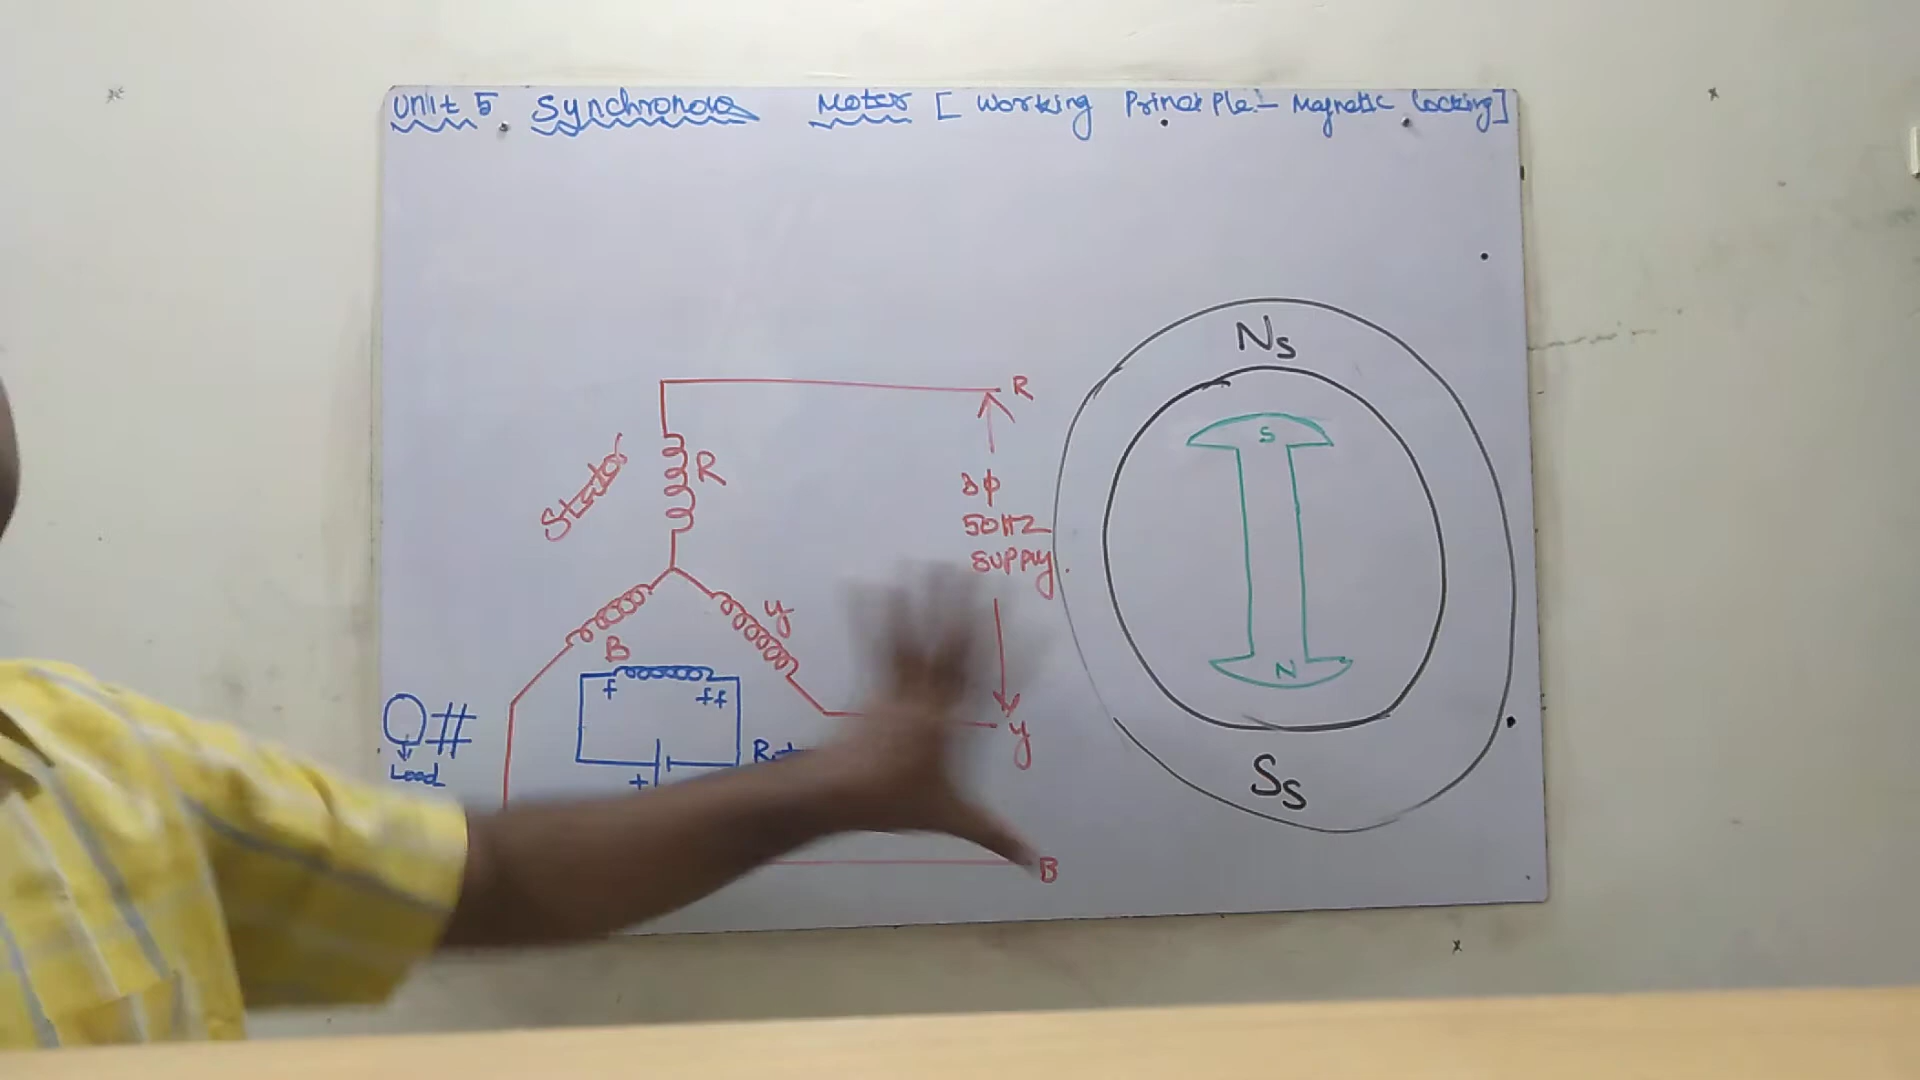 Unit 5 Synchronous Motor [Working Principle:- Magnetic locking]
Ns
R
S
R
Stator
3ϕ
50HZ
supply
y
B
f
ff
N
y
Load
+
Ss
B